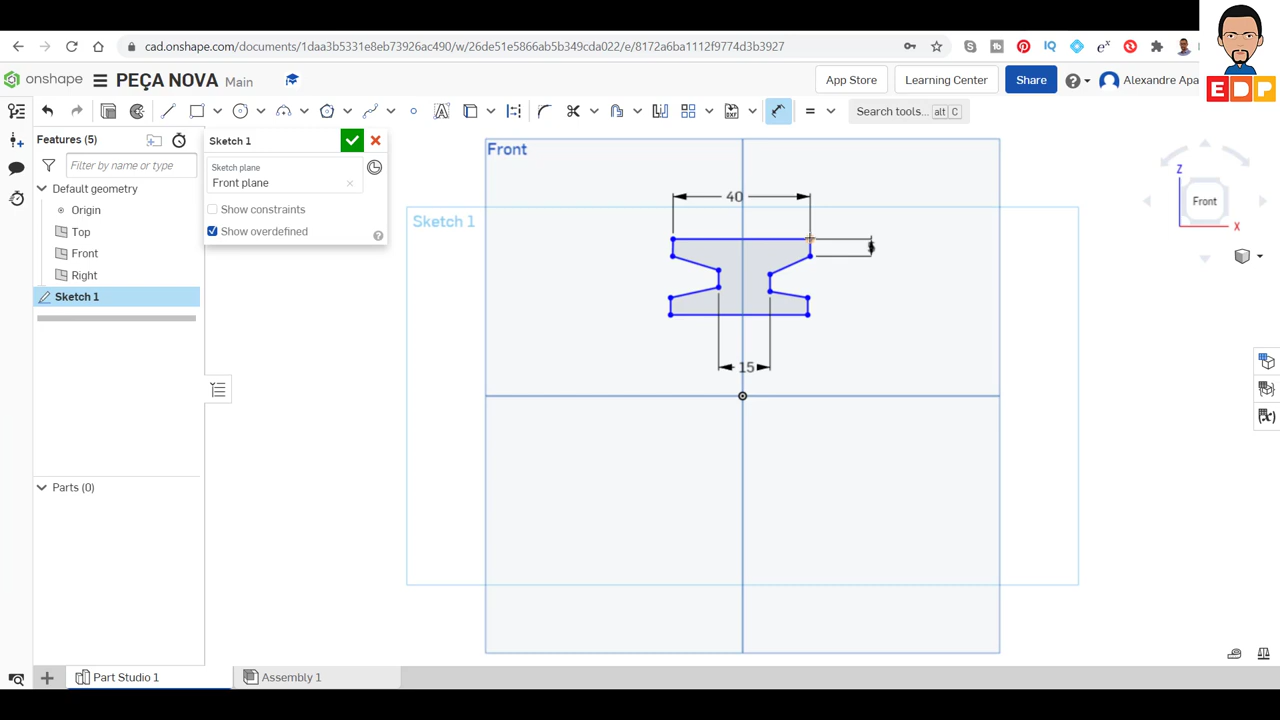 cad.onshape.com/documents/1daa3b5331e8eb73926ac490/w/26de51e5866ab5b349cda022/e/8172a6ba1112f9774d3b3927
EDP
onshape
PEÇA NOVA
Main
App Store
Learning Center
Share
Alexandre Apa
Search tools...
alt
C
Features (5)
Filter by name or type
Default geometry
Origin
Top
Front
Right
Sketch 1
Parts (0)
Sketch 1
Sketch plane
Front plane
Show constraints
Show overdefined
Front
Sketch 1
40
15
Z
Front
X
Part Studio 1
Assembly 1